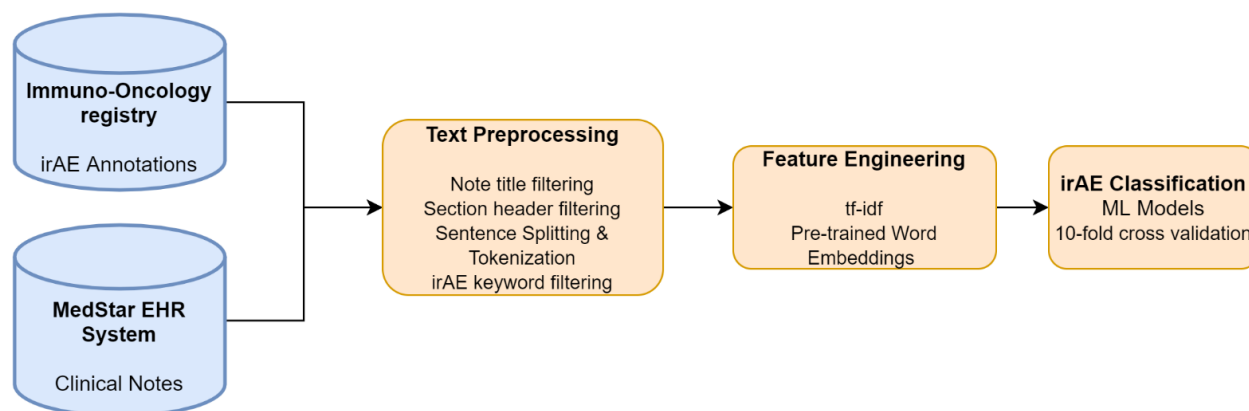 Immuno-Oncology
registry
irAE Annotations
MedStar EHR
System
Clinical Notes
Text Preprocessing
Note title filtering
Section header filtering
Sentence Splitting &
Tokenization
irAE keyword filtering
Feature Engineering
tf-idf
Pre-trained Word
Embeddings
irAE Classification
ML Models
10-fold cross validation